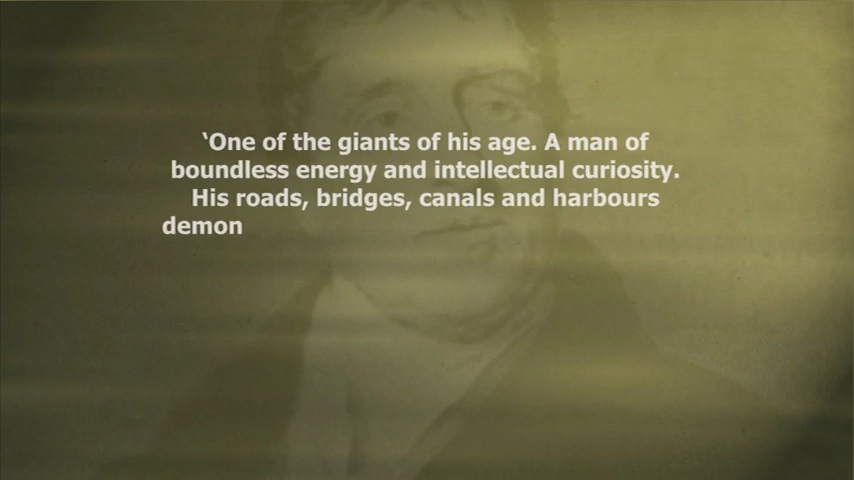 ‘One of the giants of his age. A man of
boundless energy and intellectual curiosity.
His roads, bridges, canals and harbours
demon